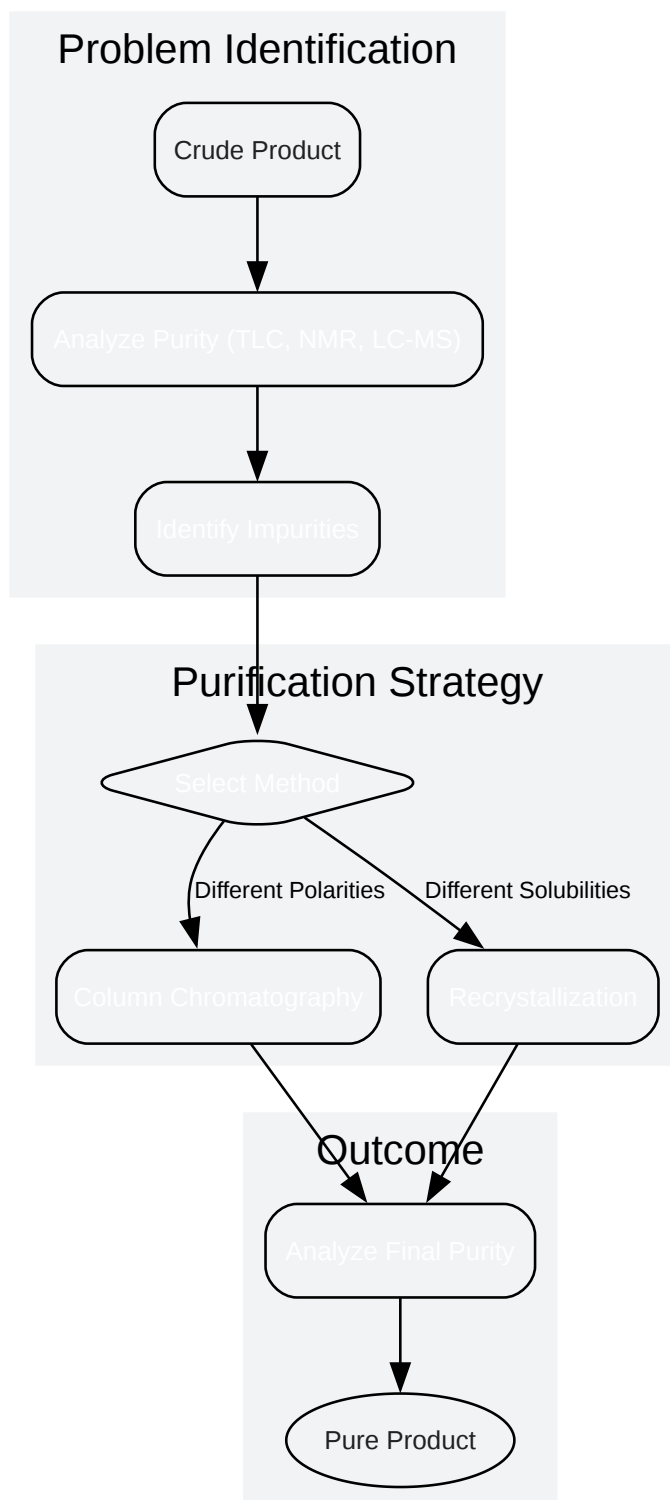 Problem Identification
Crude Product
Analyze Purity (TLC, NMR, LC-MS)
Identify Impurities
Purification Strategy
Select Method
Different Polarities
Different Solubilities
Column Chromatography
Recrystallization
Outcome
Analyze Final Purity
Pure Product